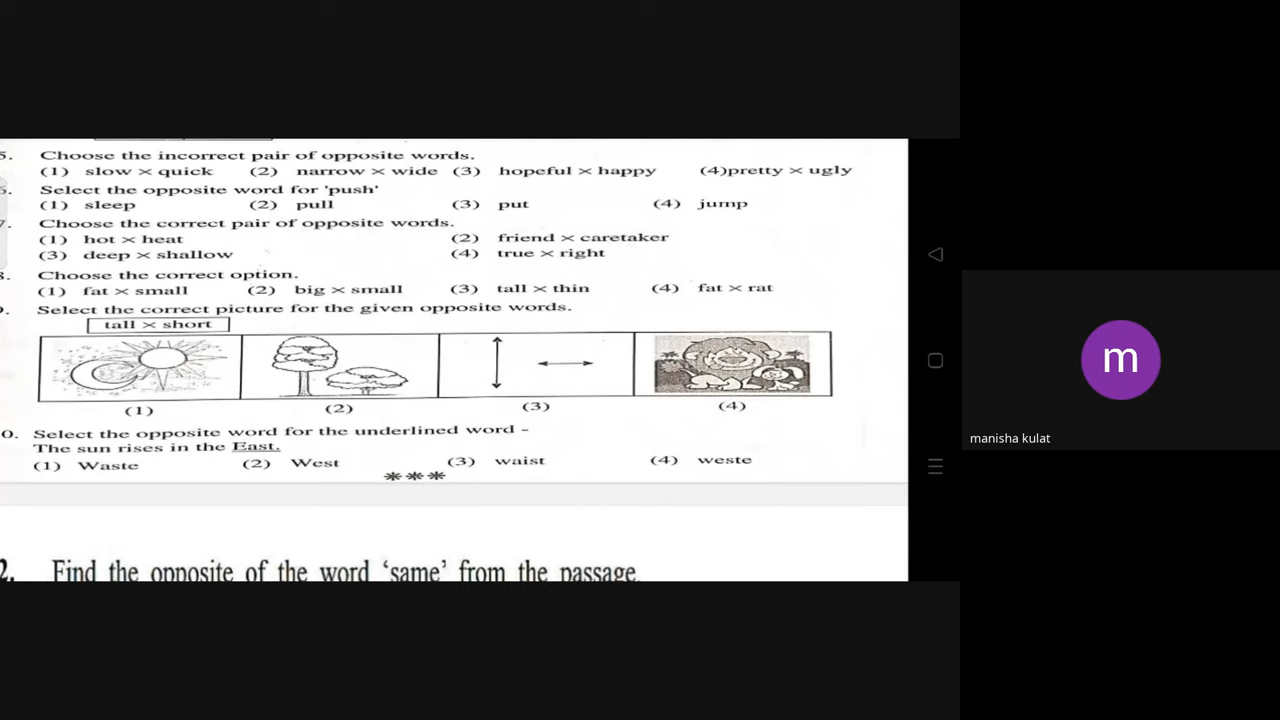 5. Choose the incorrect pair of opposite words.
(1) slow × quick (2) narrow × wide (3) hopeful × happy (4)pretty × ugly
6. Select the opposite word for 'push'
(1) sleep (2) pull (3) put (4) jump
7. Choose the correct pair of opposite words.
(1) hot × heat (2) friend × caretaker
(3) deep × shallow (4) true × right
8. Choose the correct option.
(1) fat × small (2) big × small (3) tall × thin (4) fat × rat
9. Select the correct picture for the given opposite words.
tall × short
(1) (2) (3) (4)
0. Select the opposite word for the underlined word –
The sun rises in the East.
(1) Waste (2) West (3) waist (4) weste
***
2. Find the opposite of the word 'same' from the passage.
m
manisha kulat